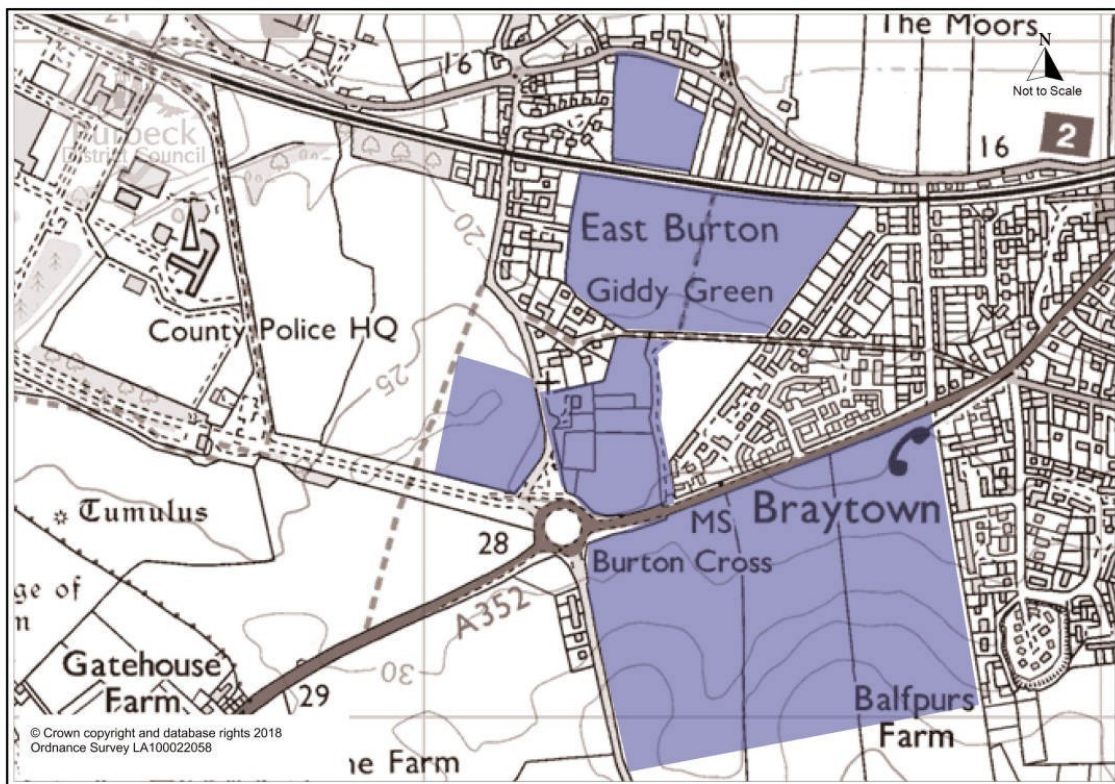 The Moors
N
Not to Scale
16
2
16
Purbeck
District Council
East Burton
20
Giddy Green
County Police HQ
25
Tumulus
28
MS
Braytown
Burton Cross
A 352
30
Gatehouse
Farm
29
Balfpurs
Farm
ge of
m
ne Farm
© Crown copyright and database rights 2018
Ordnance Survey LA100022058